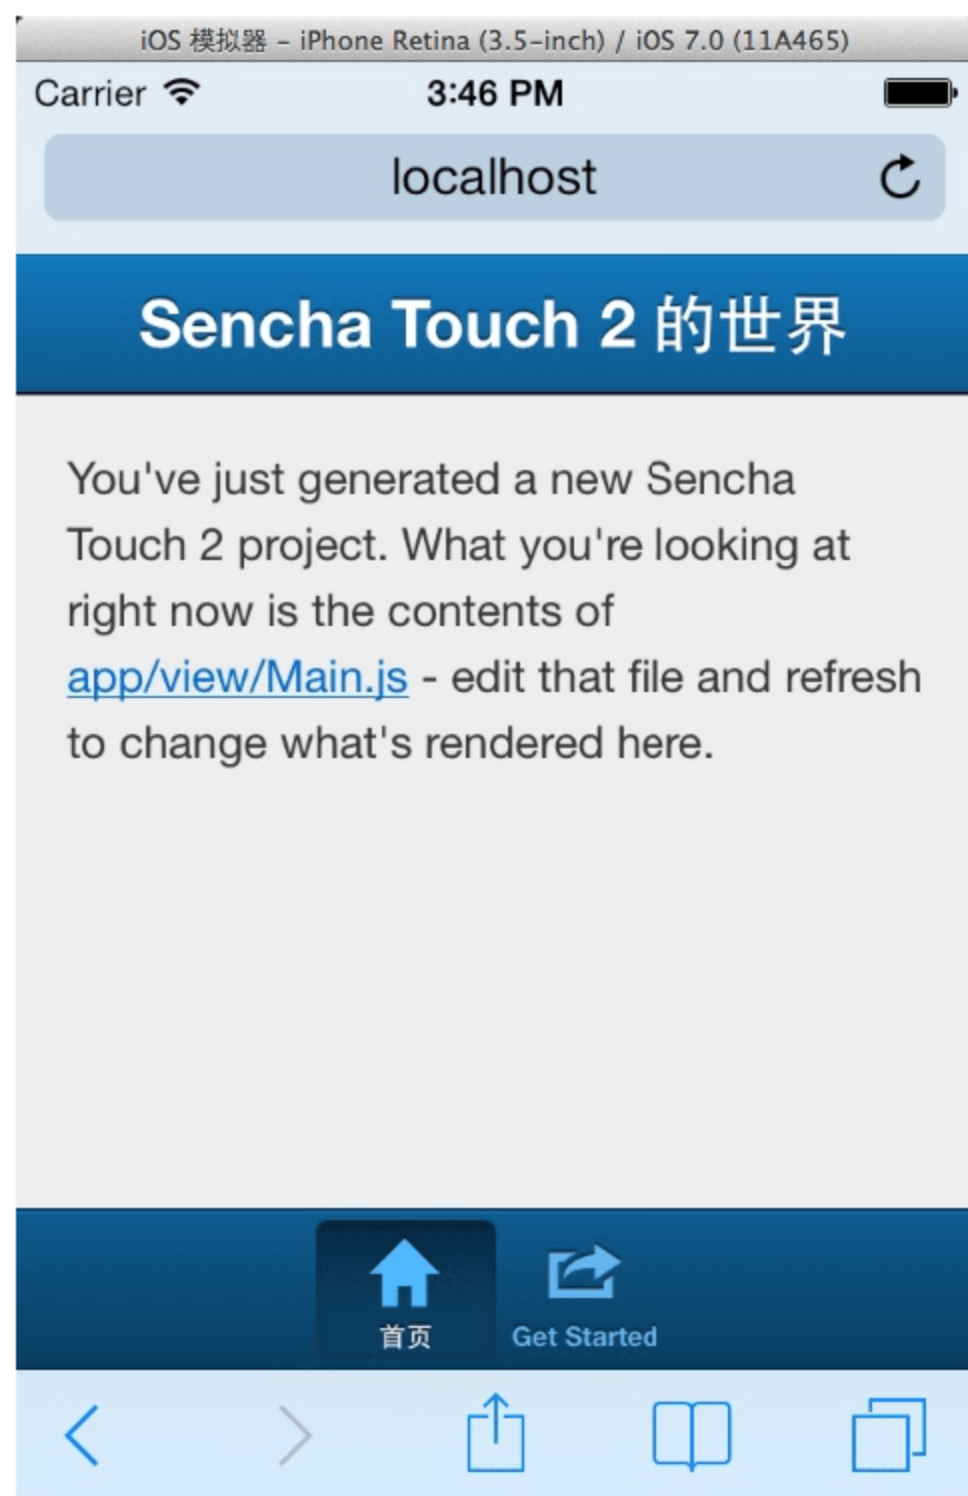 iOS 模拟器 – iPhone Retina (3.5-inch) / iOS 7.0 (11A465)
Carrier 3:46 PM
localhost
Sencha Touch 2 的世界
You've just generated a new Sencha
Touch 2 project. What you're looking at
right now is the contents of
app/view/Main.js - edit that file and refresh
to change what's rendered here.
首页 Get Started